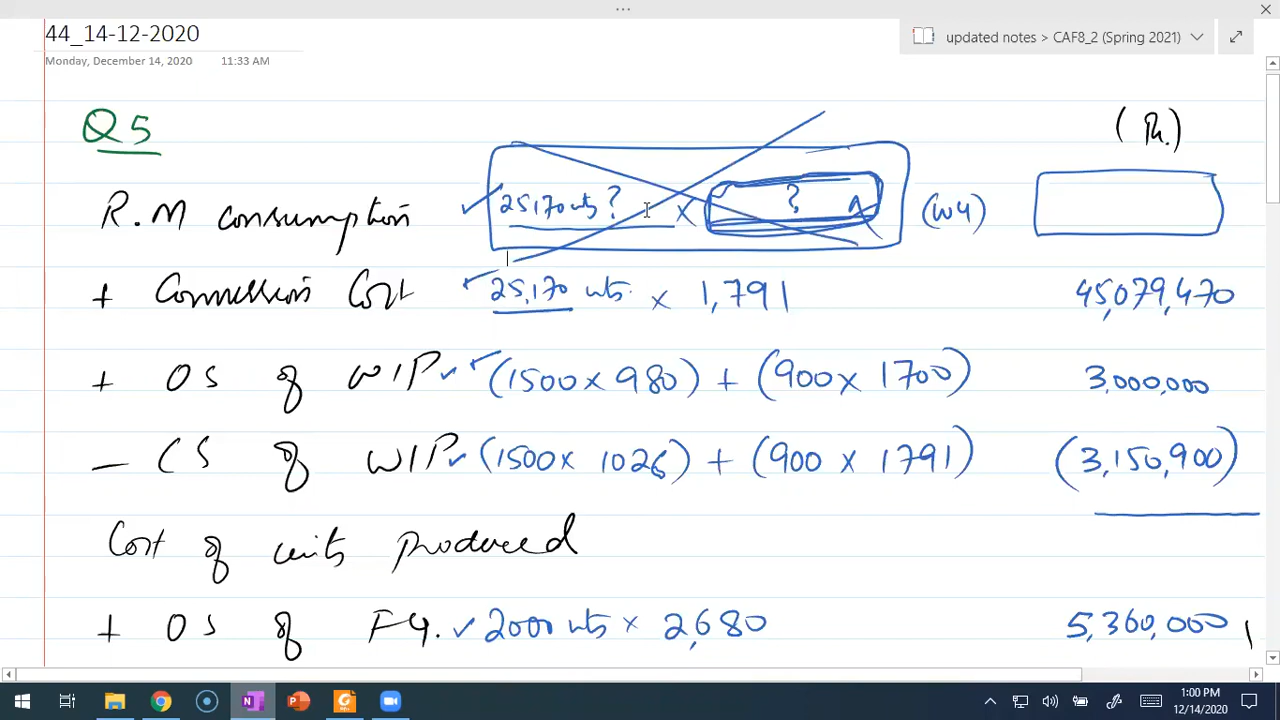 44_14-12-2020
updated notes > CAF8_2 (Spring 2021)
Monday, December 14, 2020 11:33 AM
Q5
(Rs.)
R.M consumption 25,170 uts ? × ? (W4)
+ Conversion Cost 25,170 uts. × 1,791 45,079,470
+ OS of WIP (1500 x 980) + (900 x 1700) 3,000,000
- CS of WIP (1500 x 1026) + (900 x 1791) (3,150,900)
Cost of units produced
+ OS of FG. 2000 uts × 2,680 5,360,000
1:00 PM
12/14/2020